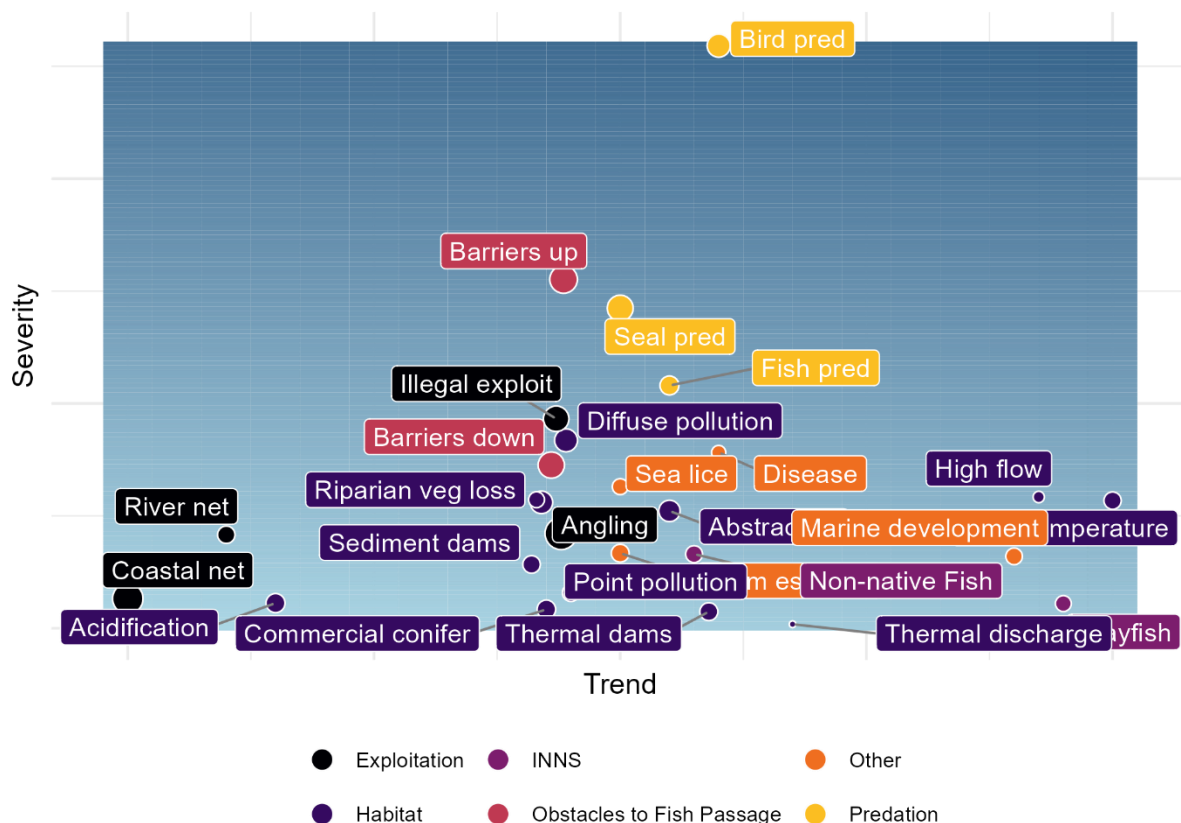 Bird pred
Barriers up
Seal pred
Fish pred
Illegal exploit
Diffuse pollution
Barriers down
Sea lice
Disease
High flow
Riparian veg loss
River net
Angling
Marine development
Sediment dams
Coastal net
Point pollution
Non-native Fish
Acidification
Commercial conifer
Thermal dams
Thermal discharge
Severity
Trend
Exploitation
INNS
Other
Habitat
Obstacles to Fish Passage
Predation